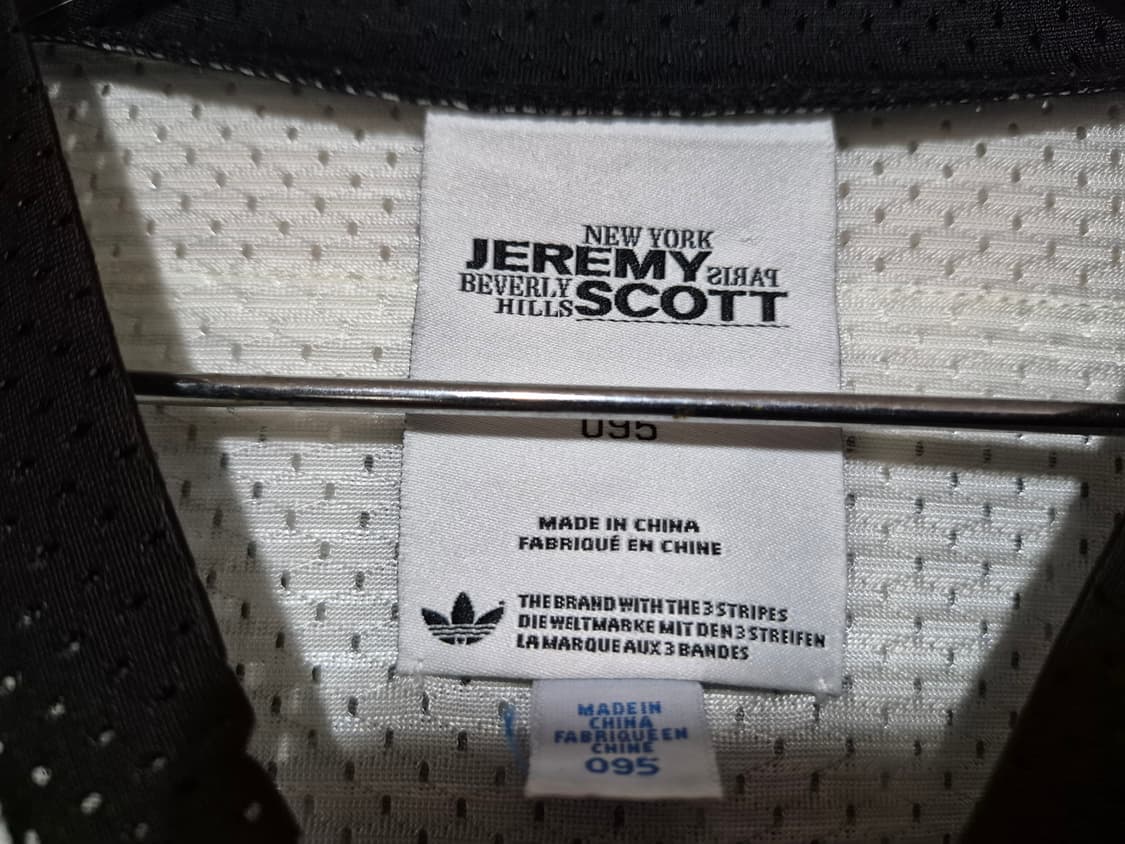 NEW YORK
JEREMY PARIS
BEVERLY
HILLS SCOTT
095
MADE IN CHINA
FABRIQUÉ EN CHINE
THE BRAND WITH THE 3 STRIPES
DIE WELTMARKE MIT DEN 3 STREIFEN
LA MARQUE AUX 3 BANDES
MADE IN
CHINA
FABRIQUE EN
CHINE
095